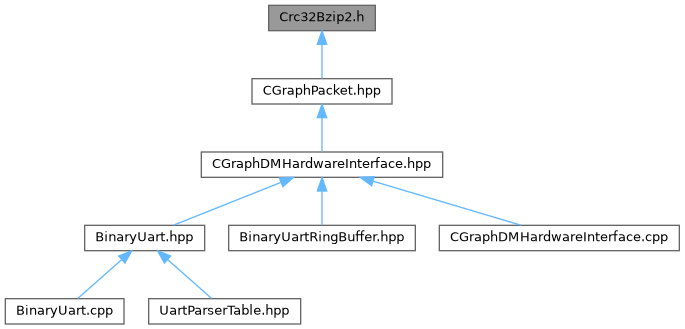 Crc32Bzip2.h
CGraphPacket.hpp
CGraphDMHardwareInterface.hpp
BinaryUart.hpp
BinaryUartRingBuffer.hpp
CGraphDMHardwareInterface.cpp
BinaryUart.cpp
UartParserTable.hpp